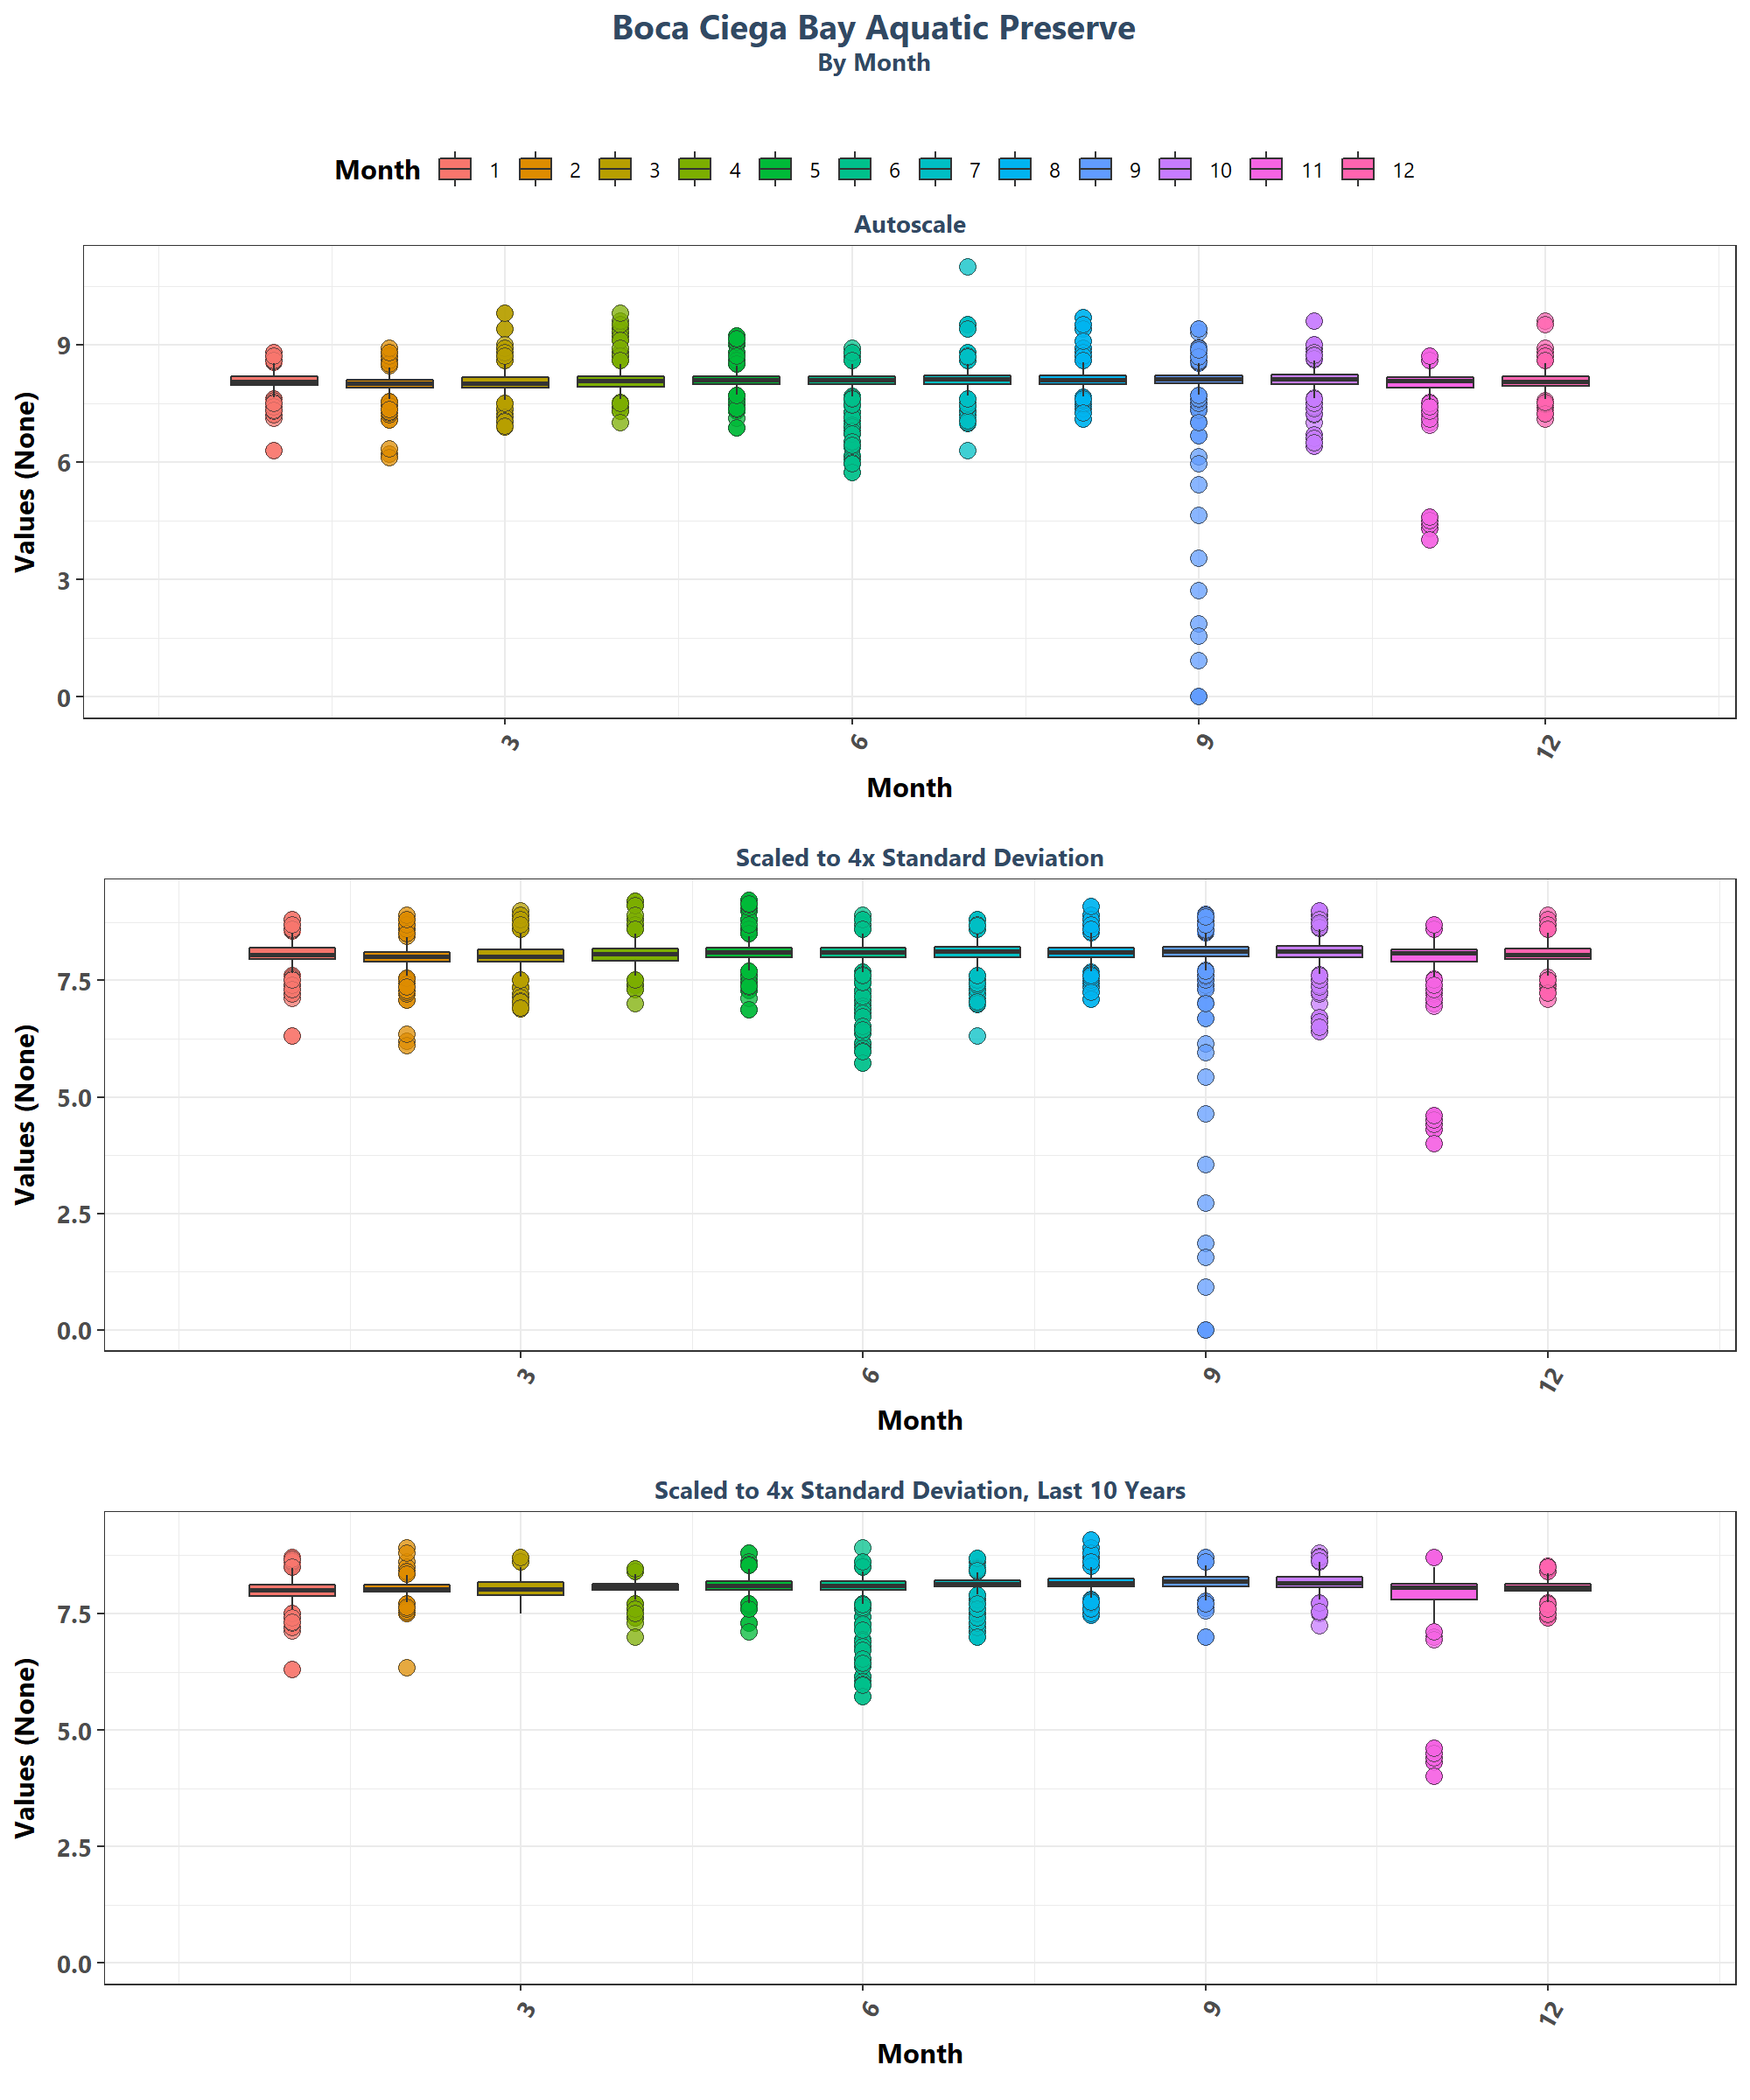 Boca Ciega Bay Aquatic Preserve
By Month
Month 1 2 3 4 5 6 7 8 9 10 11 12
Autoscale
Values (None)
9
6
3
0
3 6 9 12
Month
Scaled to 4x Standard Deviation
Values (None)
7.5
5.0
2.5
0.0
3 6 9 12
Month
Scaled to 4x Standard Deviation, Last 10 Years
Values (None)
7.5
5.0
2.5
0.0
3 6 9 12
Month